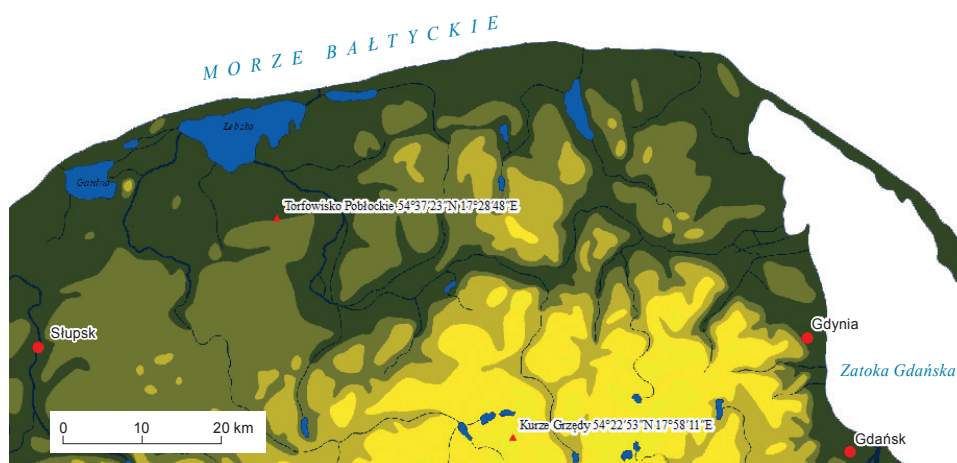 MORZE BAŁTYCKIE
Łebsko
Gardno
Torfowisko Pobłockie 54°37′23″N 17°28′48″E
Słupsk
Gdynia
Zatoka Gdańska
0 10 20 km
Kurze Grzędy 54°22′53″N 17°58′11″E
Gdańsk